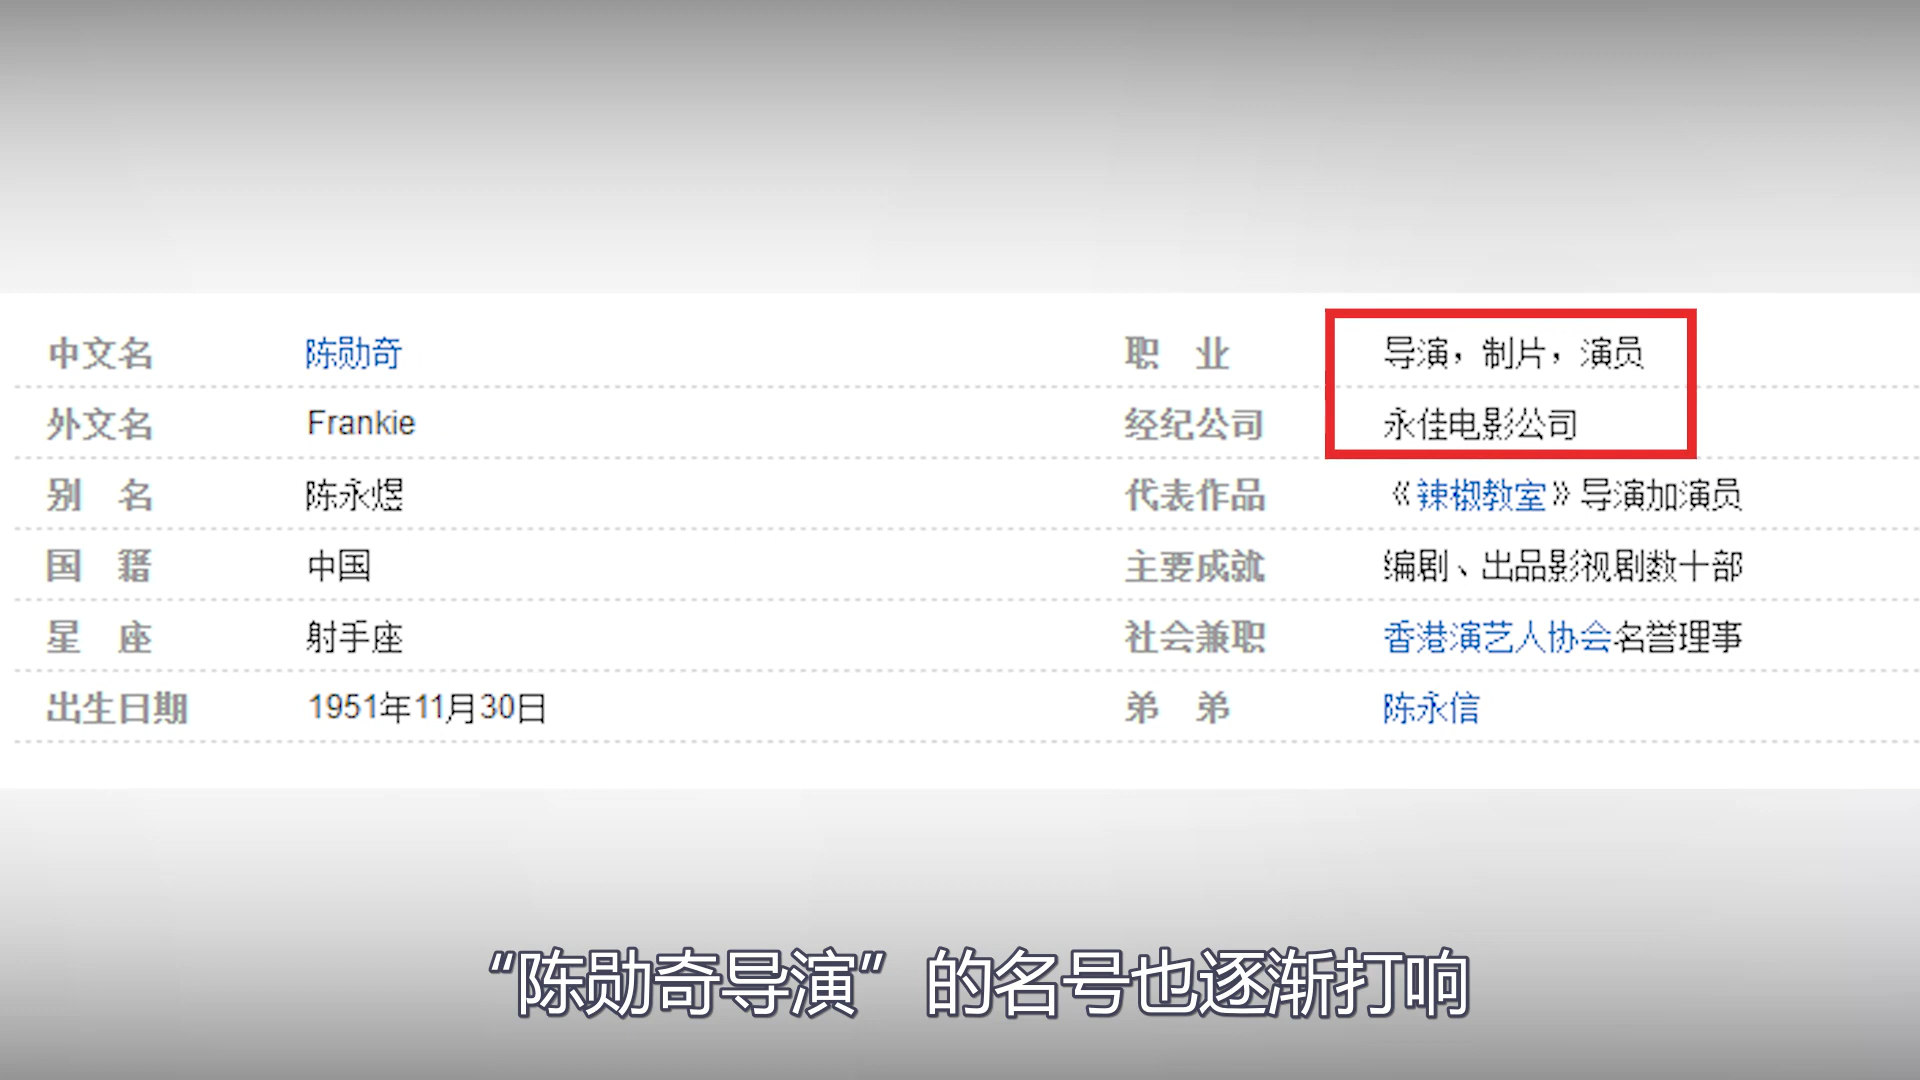 中文名 陈勋奇 职 业 导演，制片，演员
外文名 Frankie 经纪公司 永佳电影公司
别 名 陈永煜 代表作品 《辣椒教室》导演加演员
国 籍 中国 主要成就 编剧、出品影视剧数十部
星 座 射手座 社会兼职 香港演艺人协会名誉理事
出生日期 1951年11月30日 弟 弟 陈永信
“陈勋奇导演”的名号也逐渐打响